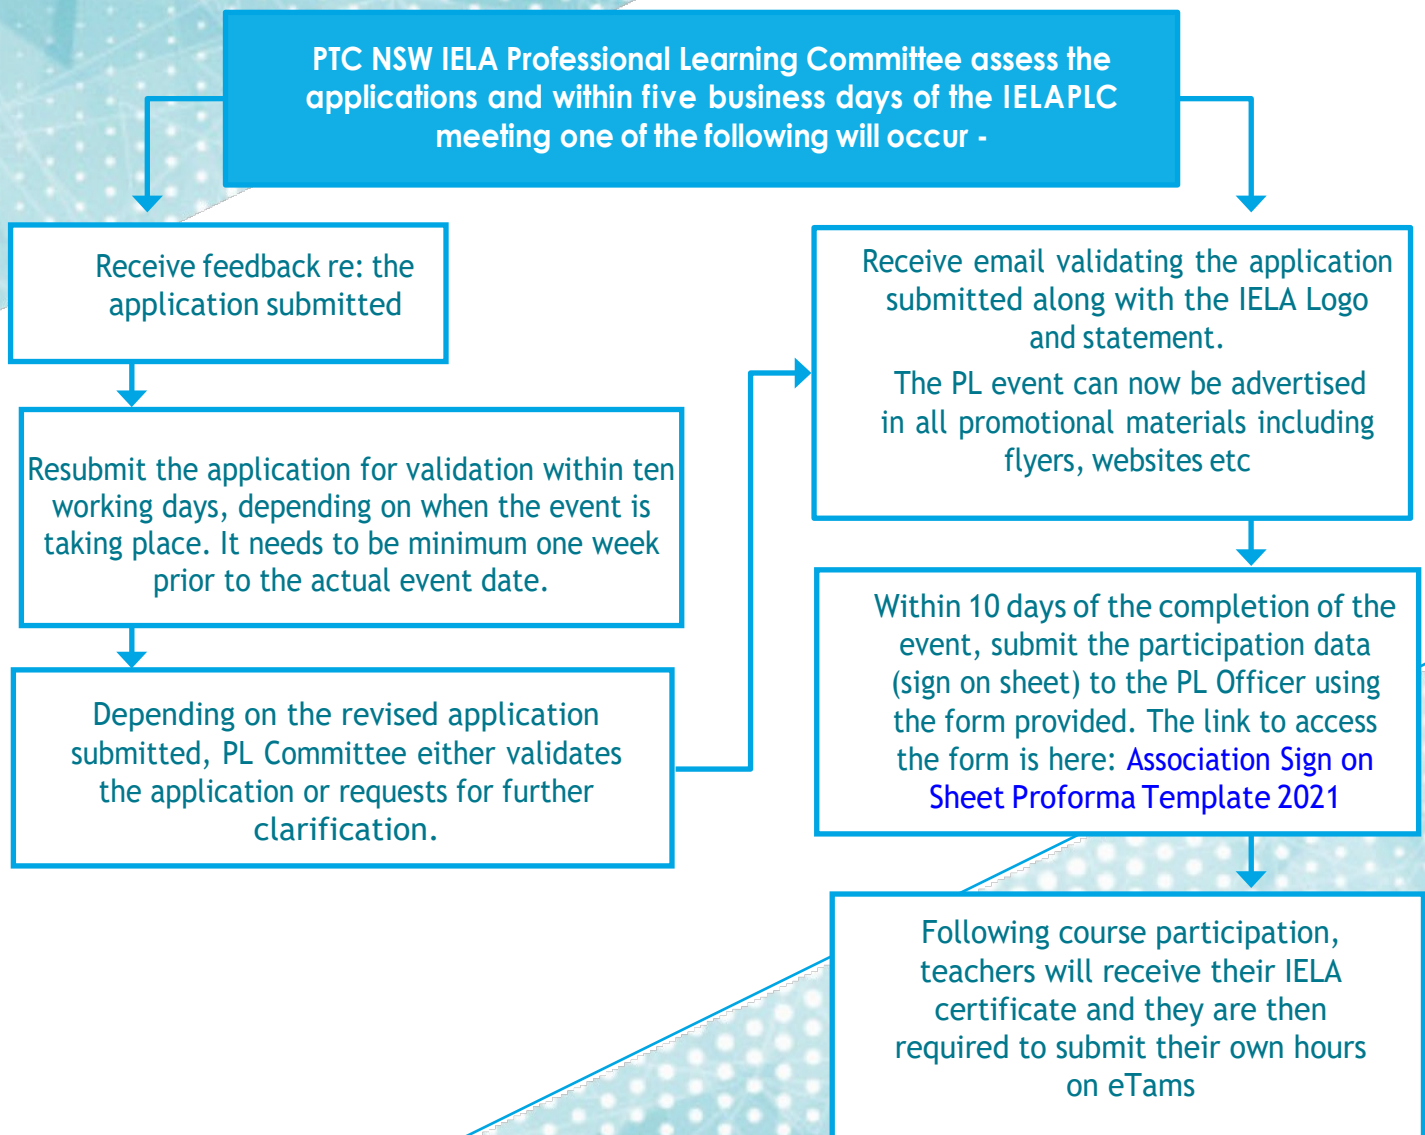 PTC NSW IELA Professional Learning Committee assess the
applications and within five business days of the IELAPLC
meeting one of the following will occur -
Receive feedback re: the
application submitted
Resubmit the application for validation within ten
working days, depending on when the event is
taking place. It needs to be minimum one week
prior to the actual event date.
Depending on the revised application
submitted, PL Committee either validates
the application or requests for further
clarification.
Receive email validating the application
submitted along with the IELA Logo
and statement.
The PL event can now be advertised
in all promotional materials including
flyers, websites etc
Within 10 days of the completion of the
event, submit the participation data
(sign on sheet) to the PL Officer using
the form provided. The link to access
the form is here: Association Sign on
Sheet Proforma Template 2021
Following course participation,
teachers will receive their IELA
certificate and they are then
required to submit their own hours
on eTams